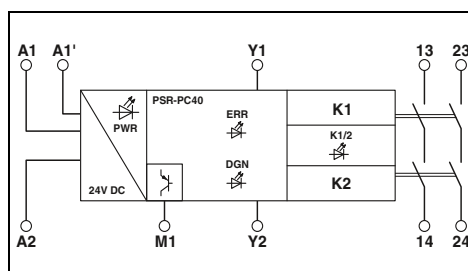 A1 A1' Y1 13 23
PSR-PC40
PWR
ERR
K1
K1/2
DGN
K2
24V DC
A2 M1 Y2 14 24